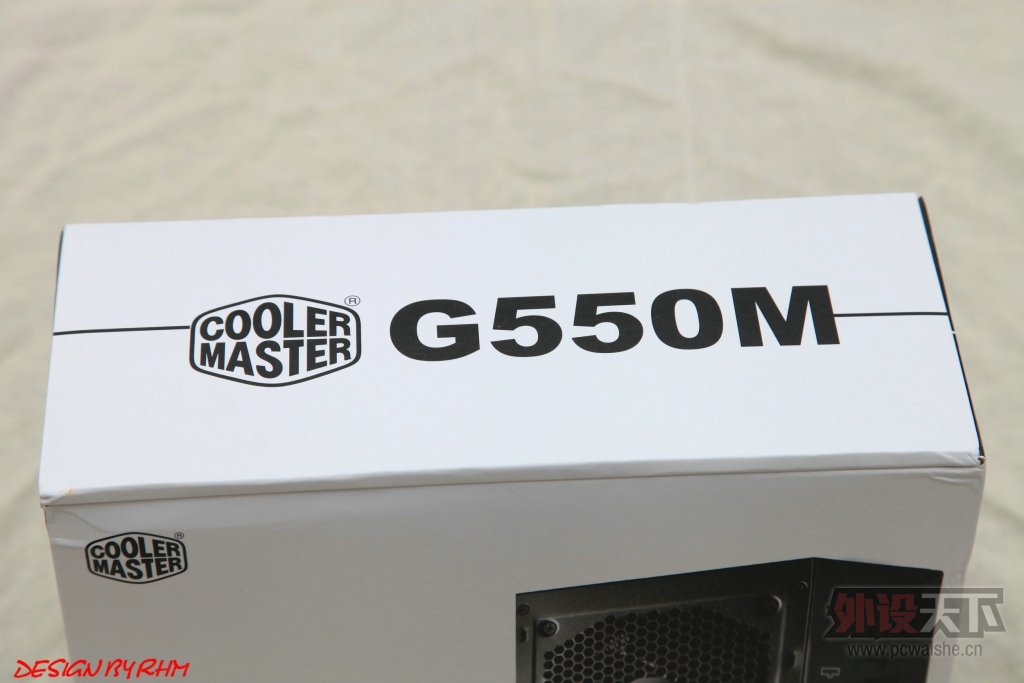 COOLER MASTER ® G550M
COOLER MASTER ®
外设天下
www.pcwaishe.cn
DESIGN BY RHM